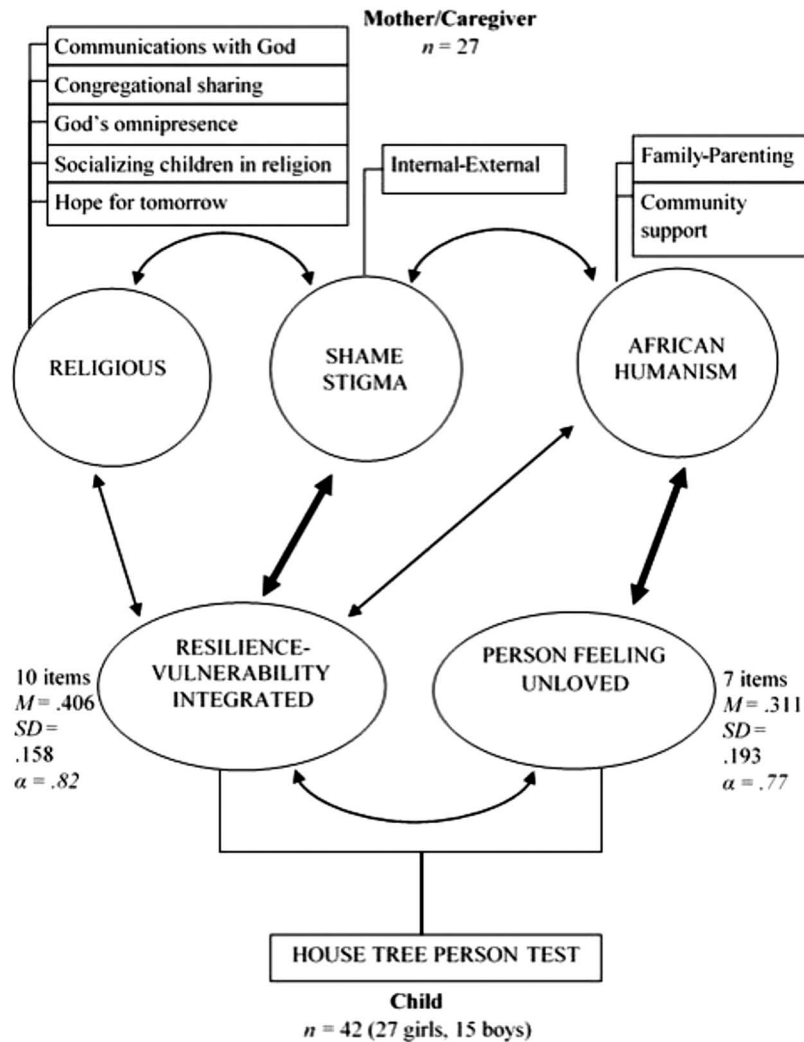 Mother/Caregiver
n = 27
Communications with God
Congregational sharing
God's omnipresence
Socializing children in religion
Hope for tomorrow
Internal-External
Family-Parenting
Community
support
RELIGIOUS
SHAME
STIGMA
AFRICAN
HUMANISM
10 items
M = .406
SD =
.158
α = .82
RESILIENCE-
VULNERABILITY
INTEGRATED
PERSON FEELING
UNLOVED
7 items
M = .311
SD =
.193
α = .77
HOUSE TREE PERSON TEST
Child
n = 42 (27 girls, 15 boys)